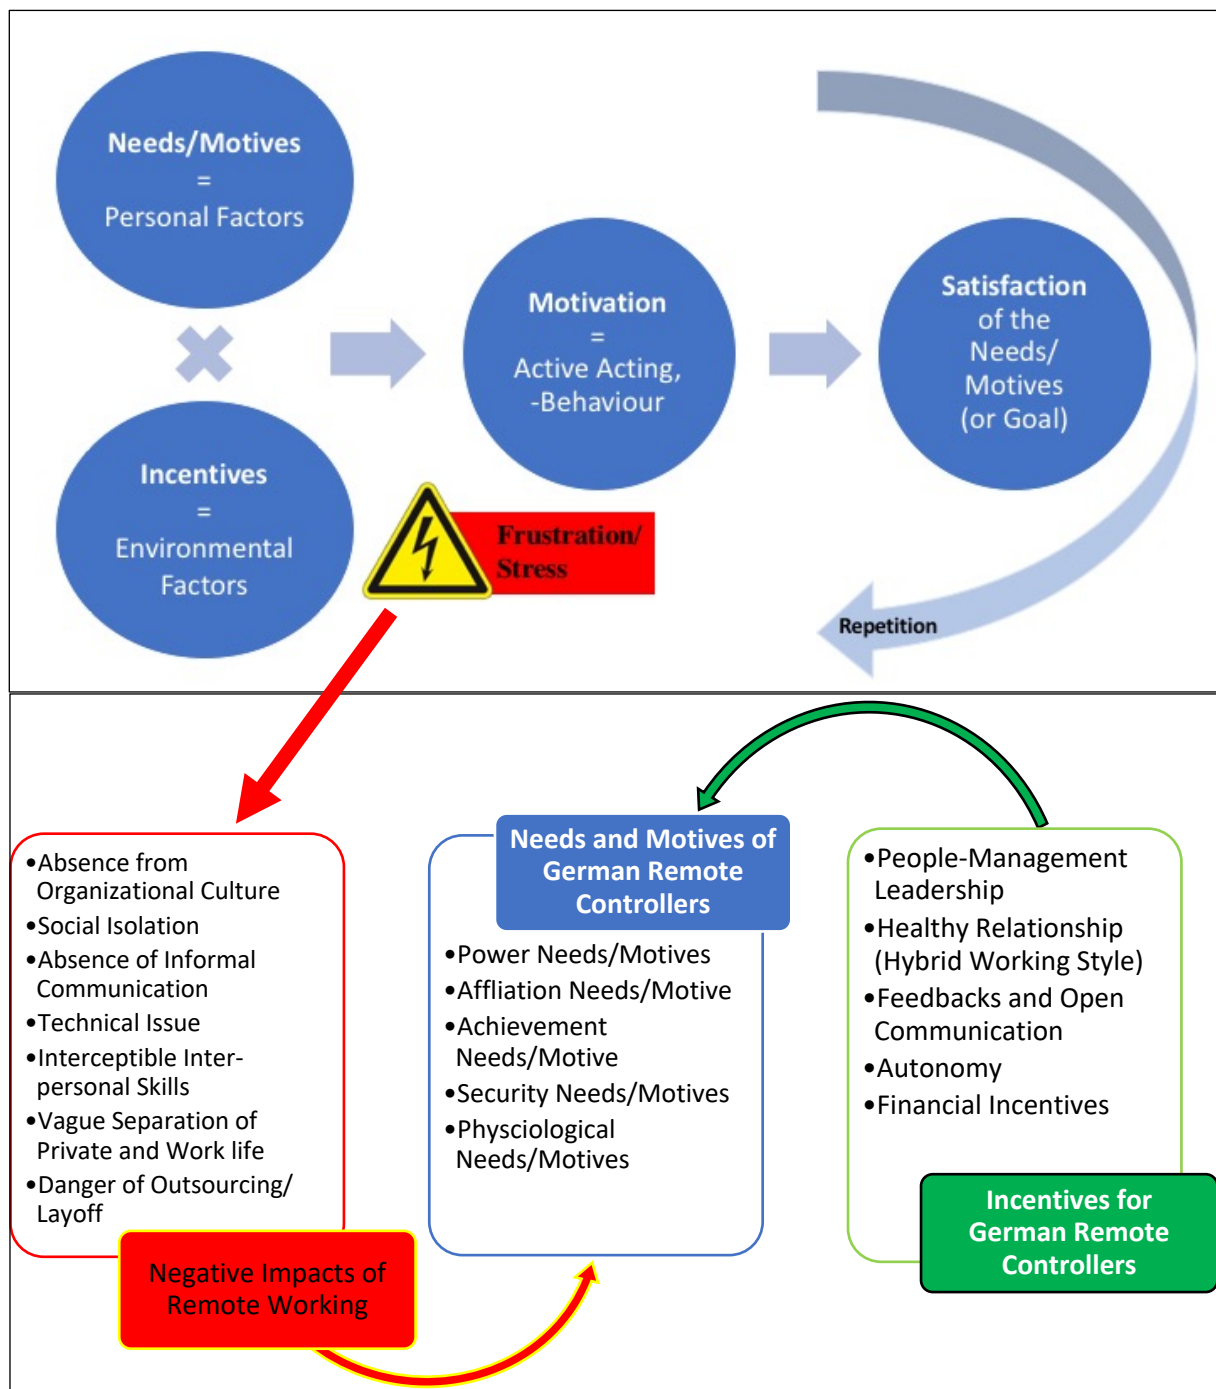 Needs/Motives
=
Personal Factors
Incentives
=
Environmental
Factors
Motivation
=
Active Acting,
-Behaviour
Frustration/
Stress
Satisfaction
of the
Needs/
Motives
(or Goal)
Repetition
•Absence from
Organizational Culture
•Social Isolation
•Absence of Informal
Communication
•Technical Issue
•Interceptible Inter-
personal Skills
•Vague Separation of
Private and Work life
•Danger of Outsourcing/
Layoff
Negative Impacts of
Remote Working
Needs and Motives of
German Remote
Controllers
•Power Needs/Motives
•Affliation Needs/Motive
•Achievement
Needs/Motive
•Security Needs/Motives
•Physciological
Needs/Motives
•People-Management
Leadership
•Healthy Relationship
(Hybrid Working Style)
•Feedbacks and Open
Communication
•Autonomy
•Financial Incentives
Incentives for
German Remote
Controllers